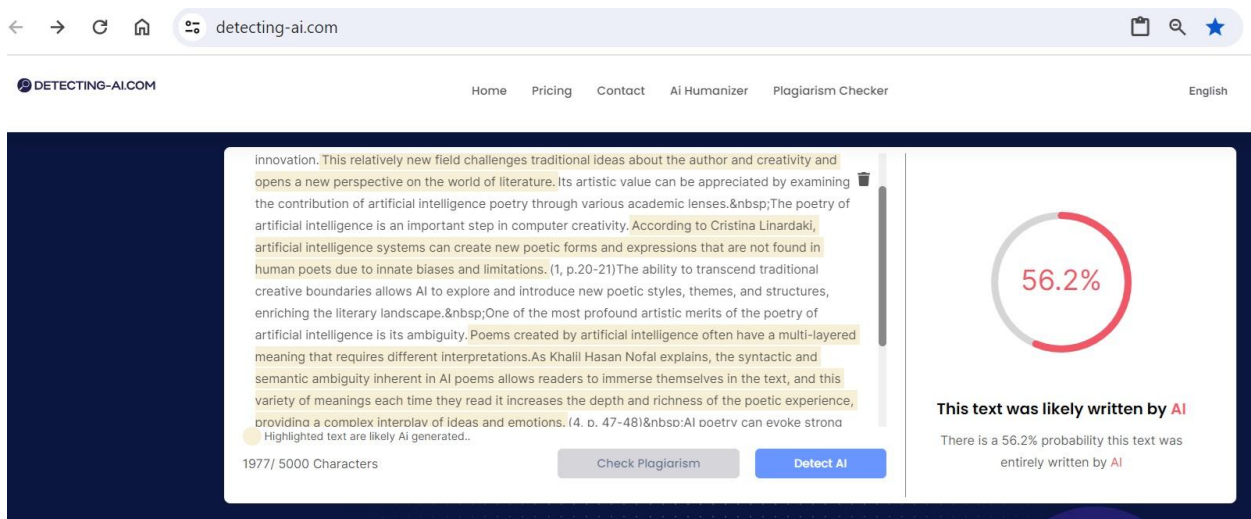 detecting-ai.com
DETECTING-AI.COM
Home Pricing Contact Ai Humanizer Plagiarism Checker
English
innovation. This relatively new field challenges traditional ideas about the author and creativity and
opens a new perspective on the world of literature. Its artistic value can be appreciated by examining
the contribution of artificial intelligence poetry through various academic lenses.&nbsp;The poetry of
artificial intelligence is an important step in computer creativity. According to Cristina Linardaki,
artificial intelligence systems can create new poetic forms and expressions that are not found in
human poets due to innate biases and limitations. (1, p.20-21)The ability to transcend traditional
creative boundaries allows AI to explore and introduce new poetic styles, themes, and structures,
enriching the literary landscape.&nbsp;One of the most profound artistic merits of the poetry of
artificial intelligence is its ambiguity. Poems created by artificial intelligence often have a multi-layered
meaning that requires different interpretations.As Khalil Hasan Nofal explains, the syntactic and
semantic ambiguity inherent in AI poems allows readers to immerse themselves in the text, and this
variety of meanings each time they read it increases the depth and richness of the poetic experience,
providing a complex interplay of ideas and emotions. (4, p. 47-48)&nbsp;AI poetry can evoke strong
Highlighted text are likely Ai generated..
1977/ 5000 Characters
Check Plagiarism
Detect AI
56.2%
This text was likely written by AI
There is a 56.2% probability this text was
entirely written by AI